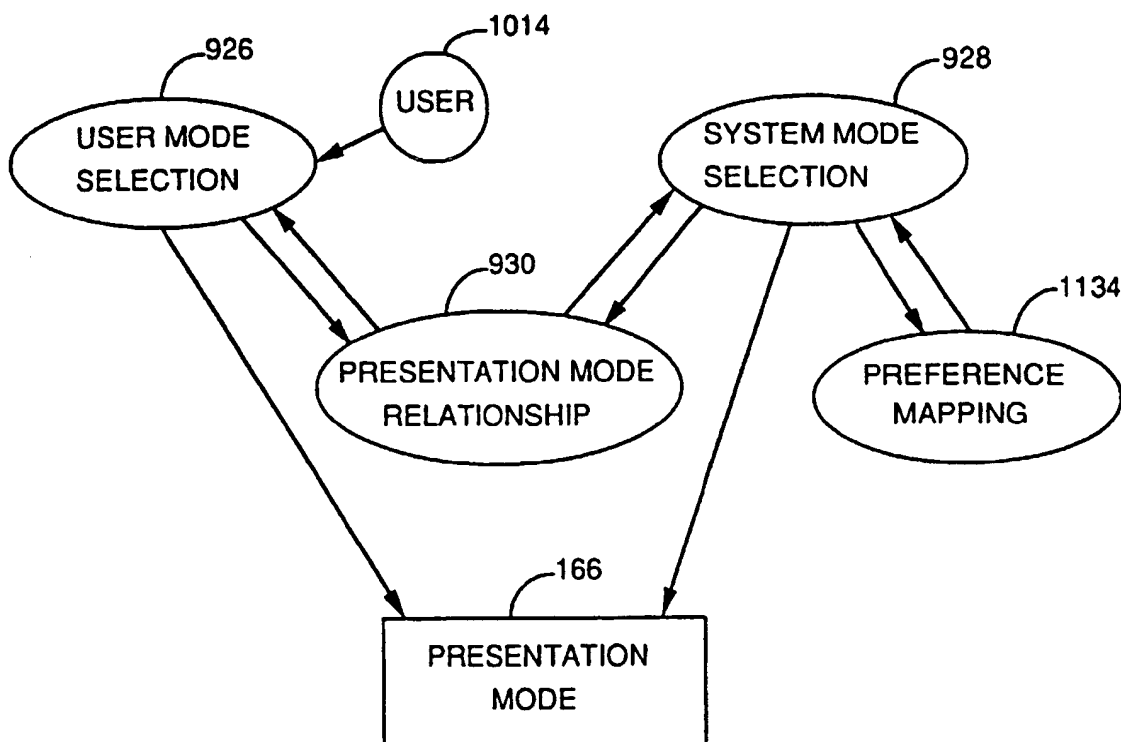 1014
926
928
USER
USER MODE
SELECTION
SYSTEM MODE
SELECTION
930
1134
PRESENTATION MODE
RELATIONSHIP
PREFERENCE
MAPPING
166
PRESENTATION
MODE